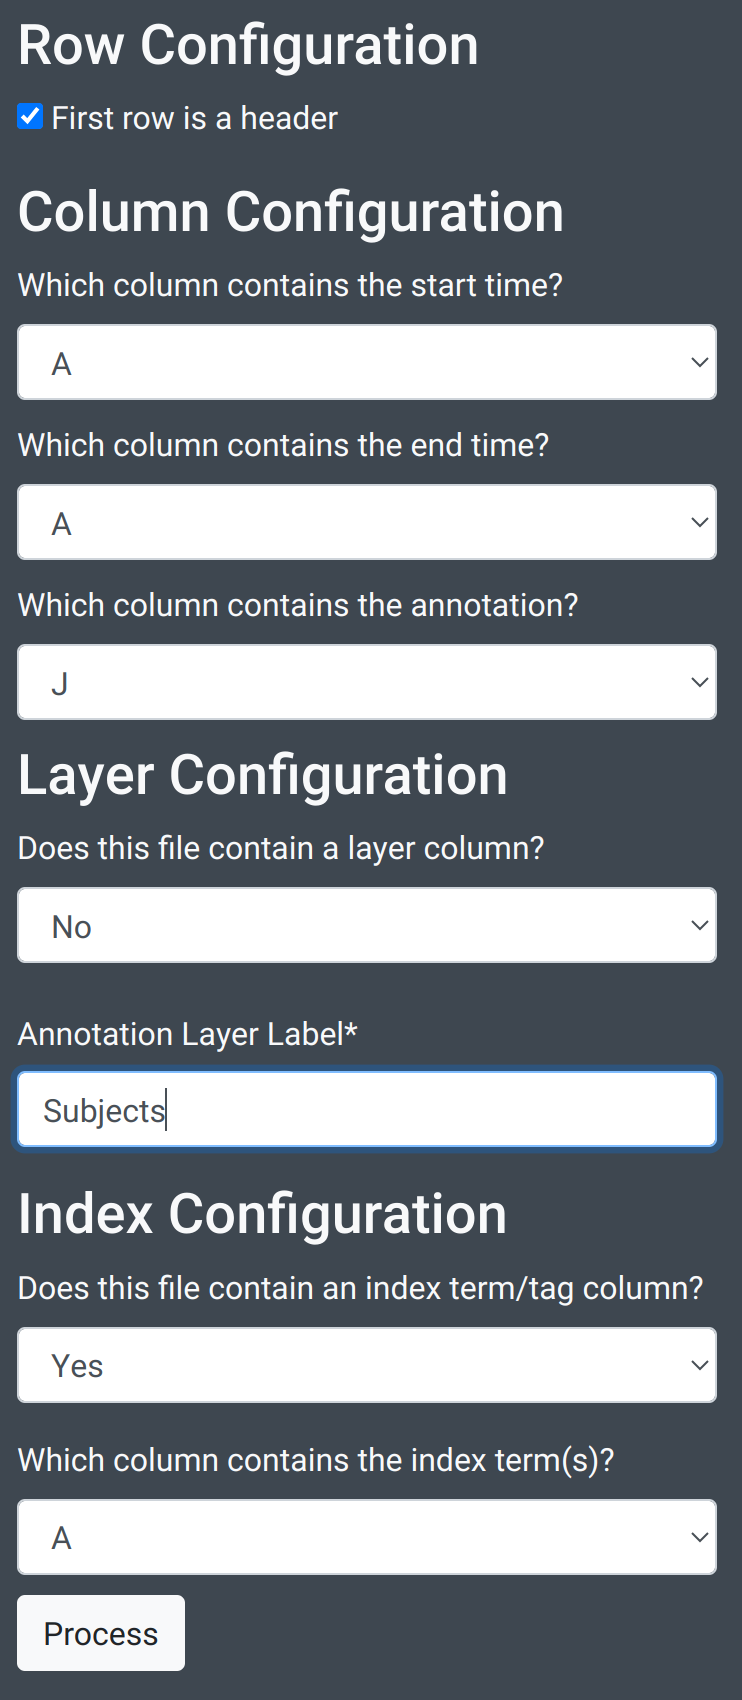 Row Configuration
First row is a header
Column Configuration
Which column contains the start time?
A
Which column contains the end time?
A
Which column contains the annotation?
J
Layer Configuration
Does this file contain a layer column?
No
Annotation Layer Label*
Subjects
Index Configuration
Does this file contain an index term/tag column?
Yes
Which column contains the index term(s)?
A
Process